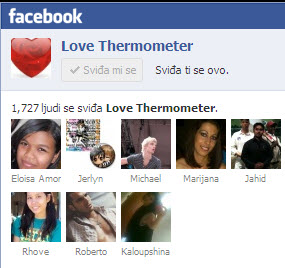 facebook
Love Thermometer
✓ Sviđa mi se Sviđa ti se ovo.
1,727 ljudi se sviđa Love Thermometer.
Eloisa Amor Jerlyn Michael Marijana Jahid
Rhove Roberto Kaloupshina